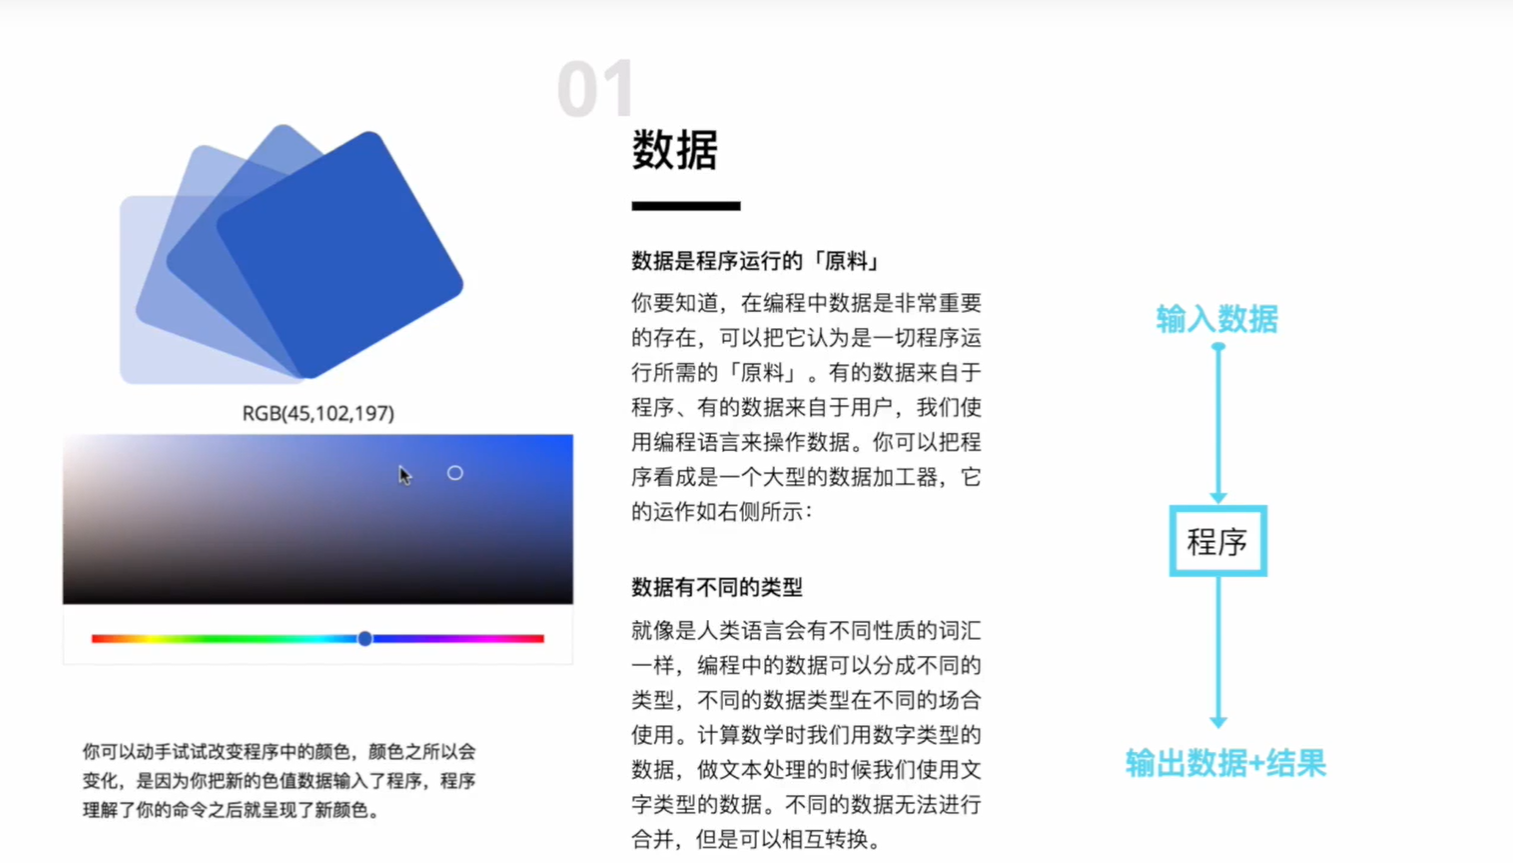 01
数据
数据是程序运行的「原料」
你要知道，在编程中数据是非常重要
的存在，可以把它认为是一切程序运
行所需的「原料」。有的数据来自于
程序、有的数据来自于用户，我们使
用编程语言来操作数据。你可以把程
序看成是一个大型的数据加工器，它
的运作如右侧所示：
数据有不同的类型
就像是人类语言会有不同性质的词汇
一样，编程中的数据可以分成不同的
类型，不同的数据类型在不同的场合
使用。计算数学时我们用数字类型的
数据，做文本处理的时候我们使用文
字类型的数据。不同的数据无法进行
合并，但是可以相互转换。
RGB(45,102,197)
你可以动手试试改变程序中的颜色，颜色之所以会
变化，是因为你把新的色值数据输入了程序，程序
理解了你的命令之后就呈现了新颜色。
输入数据
程序
输出数据+结果